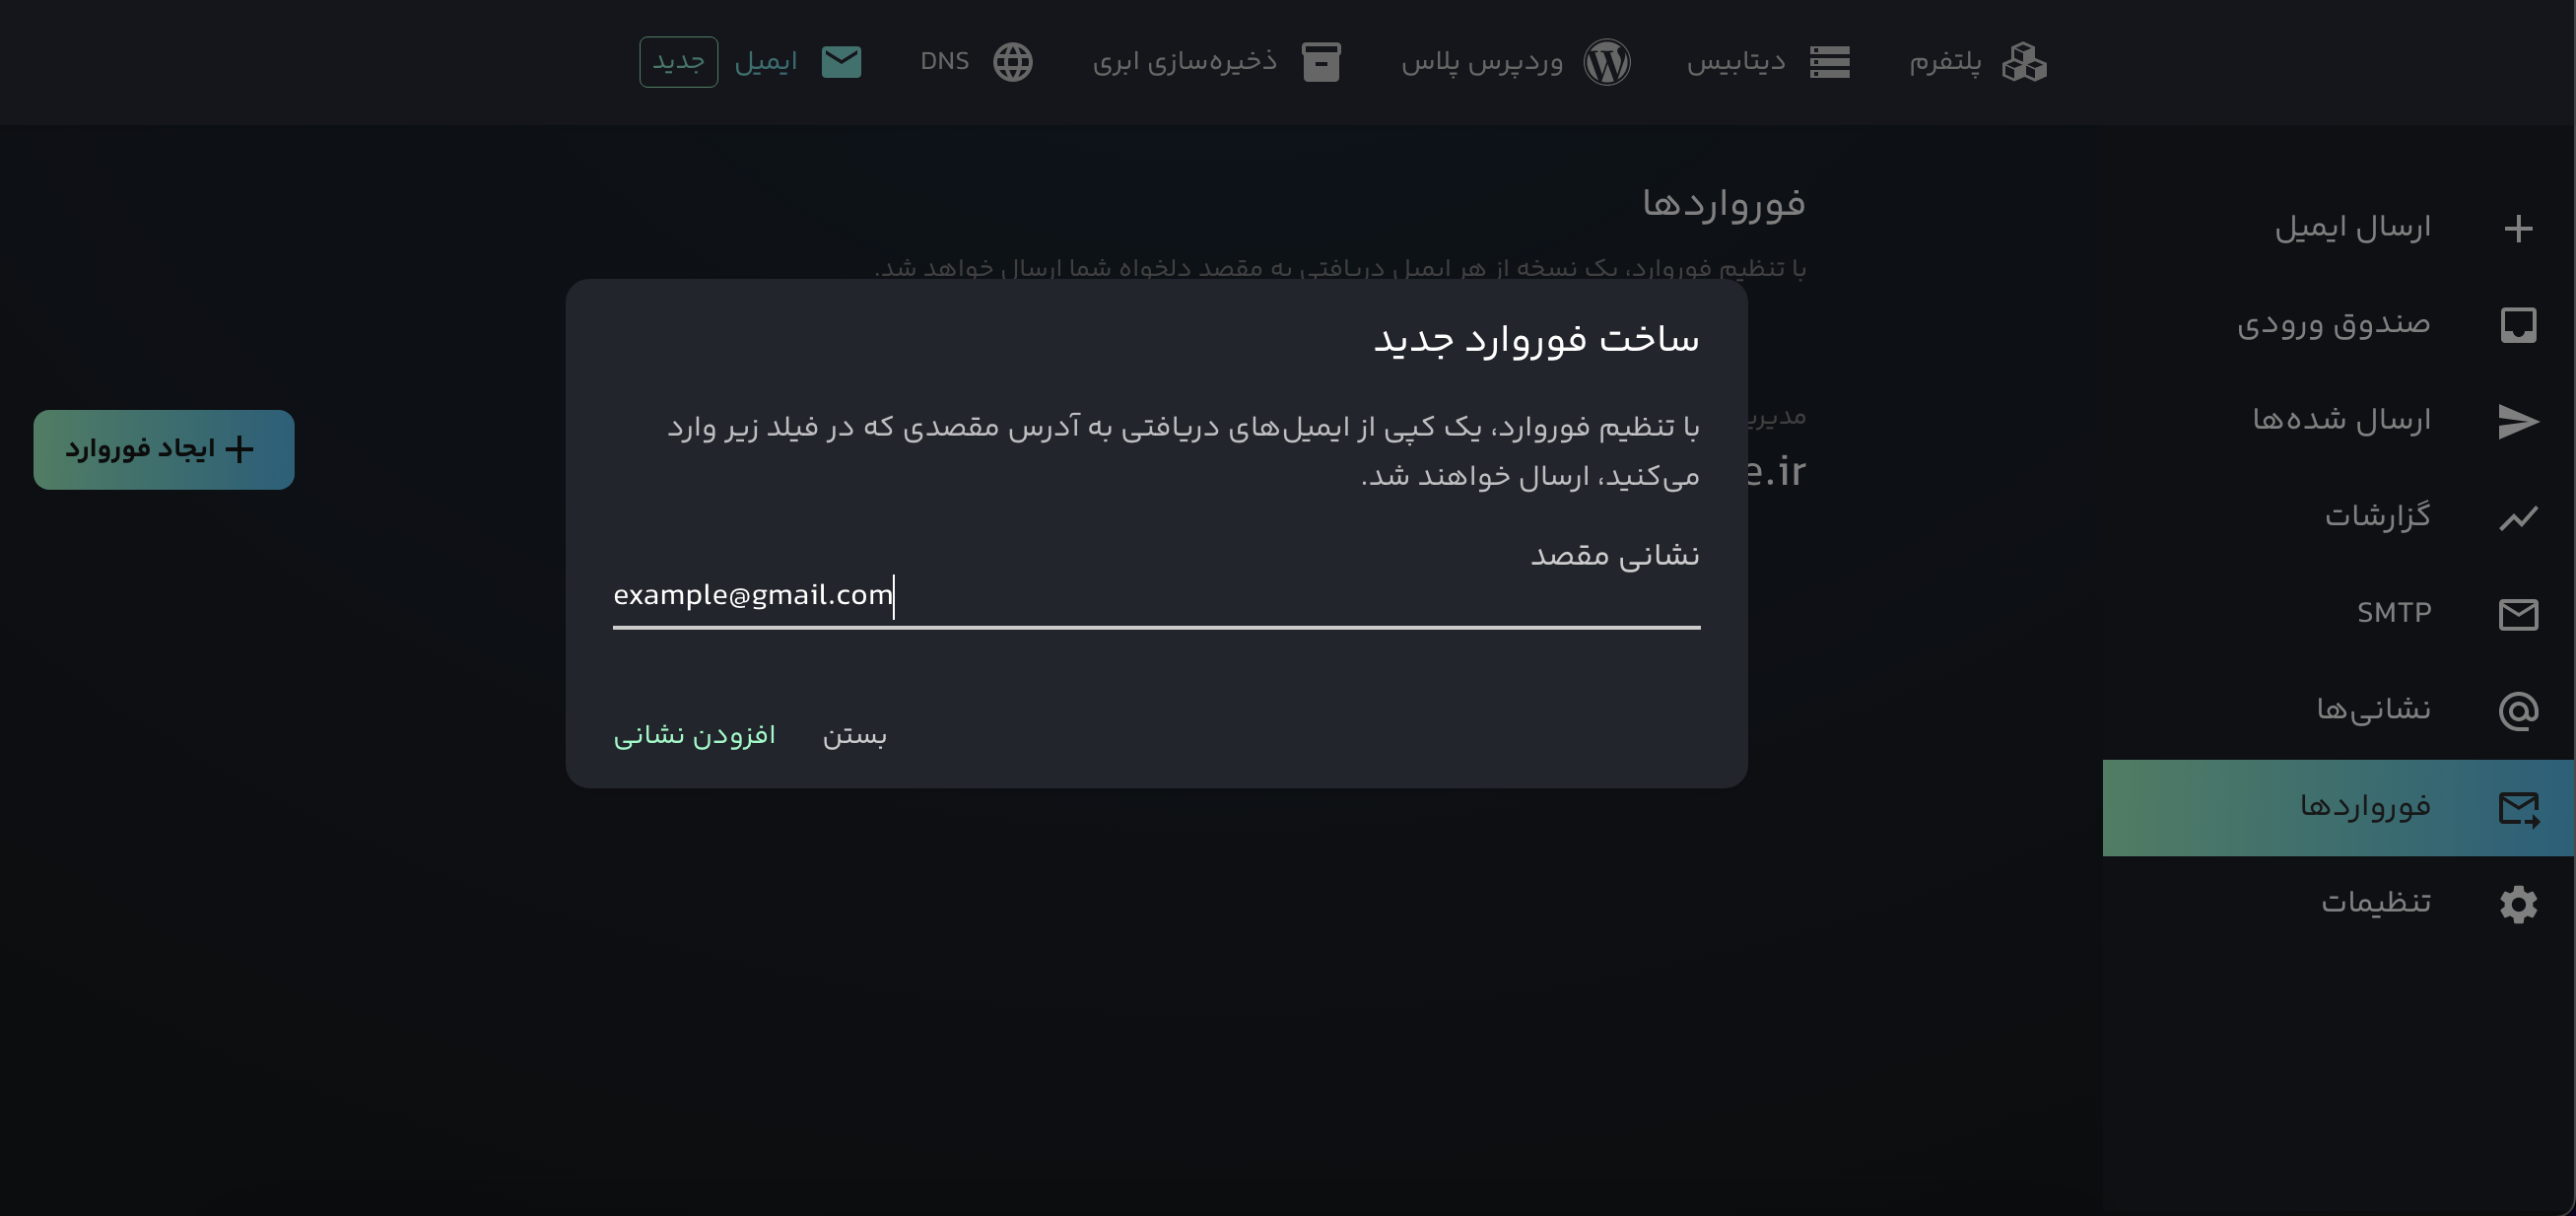 پلتفرم
دیتابیس
وردپرس پلاس
ذخیره‌سازی ابری
DNS
ایمیل
جدید
ارسال ایمیل
صندوق ورودی
ارسال شده‌ها
گزارشات
SMTP
نشانی‌ها
فورواردها
تنظیمات
فورواردها
با تنظیم فوروارد، یک نسخه از هر ایمیل دریافتی به مقصد دلخواه شما ارسال خواهد شد.
e.ir
ایجاد فوروارد
ساخت فوروارد جدید
با تنظیم فوروارد، یک کپی از ایمیل‌های دریافتی به آدرس مقصدی که در فیلد زیر وارد
می‌کنید، ارسال خواهند شد.
نشانی مقصد
example@gmail.com
بستن
افزودن نشانی